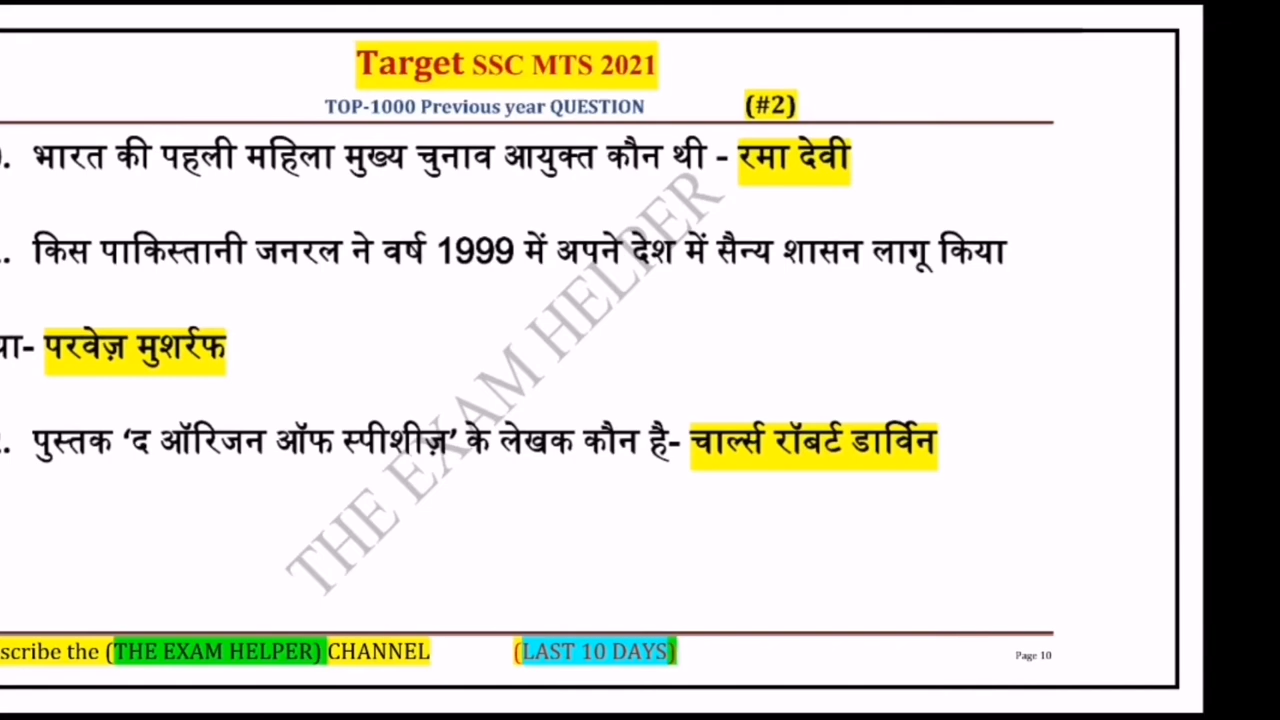 Target SSC MTS 2021
TOP-1000 Previous year QUESTION (#2)
. भारत की पहली महिला मुख्य चुनाव आयुक्त कौन थी - रमा देवी
. किस पाकिस्तानी जनरल ने वर्ष 1999 में अपने देश में सैन्य शासन लागू किया
- परवेज़ मुशर्रफ
. पुस्तक ‘द ऑरिजन ऑफ स्पीशीज़’ के लेखक कौन है- चार्ल्स रॉबर्ट डार्विन
THE EXAM HELPER
scribe the (THE EXAM HELPER) CHANNEL (LAST 10 DAYS)
Page 10